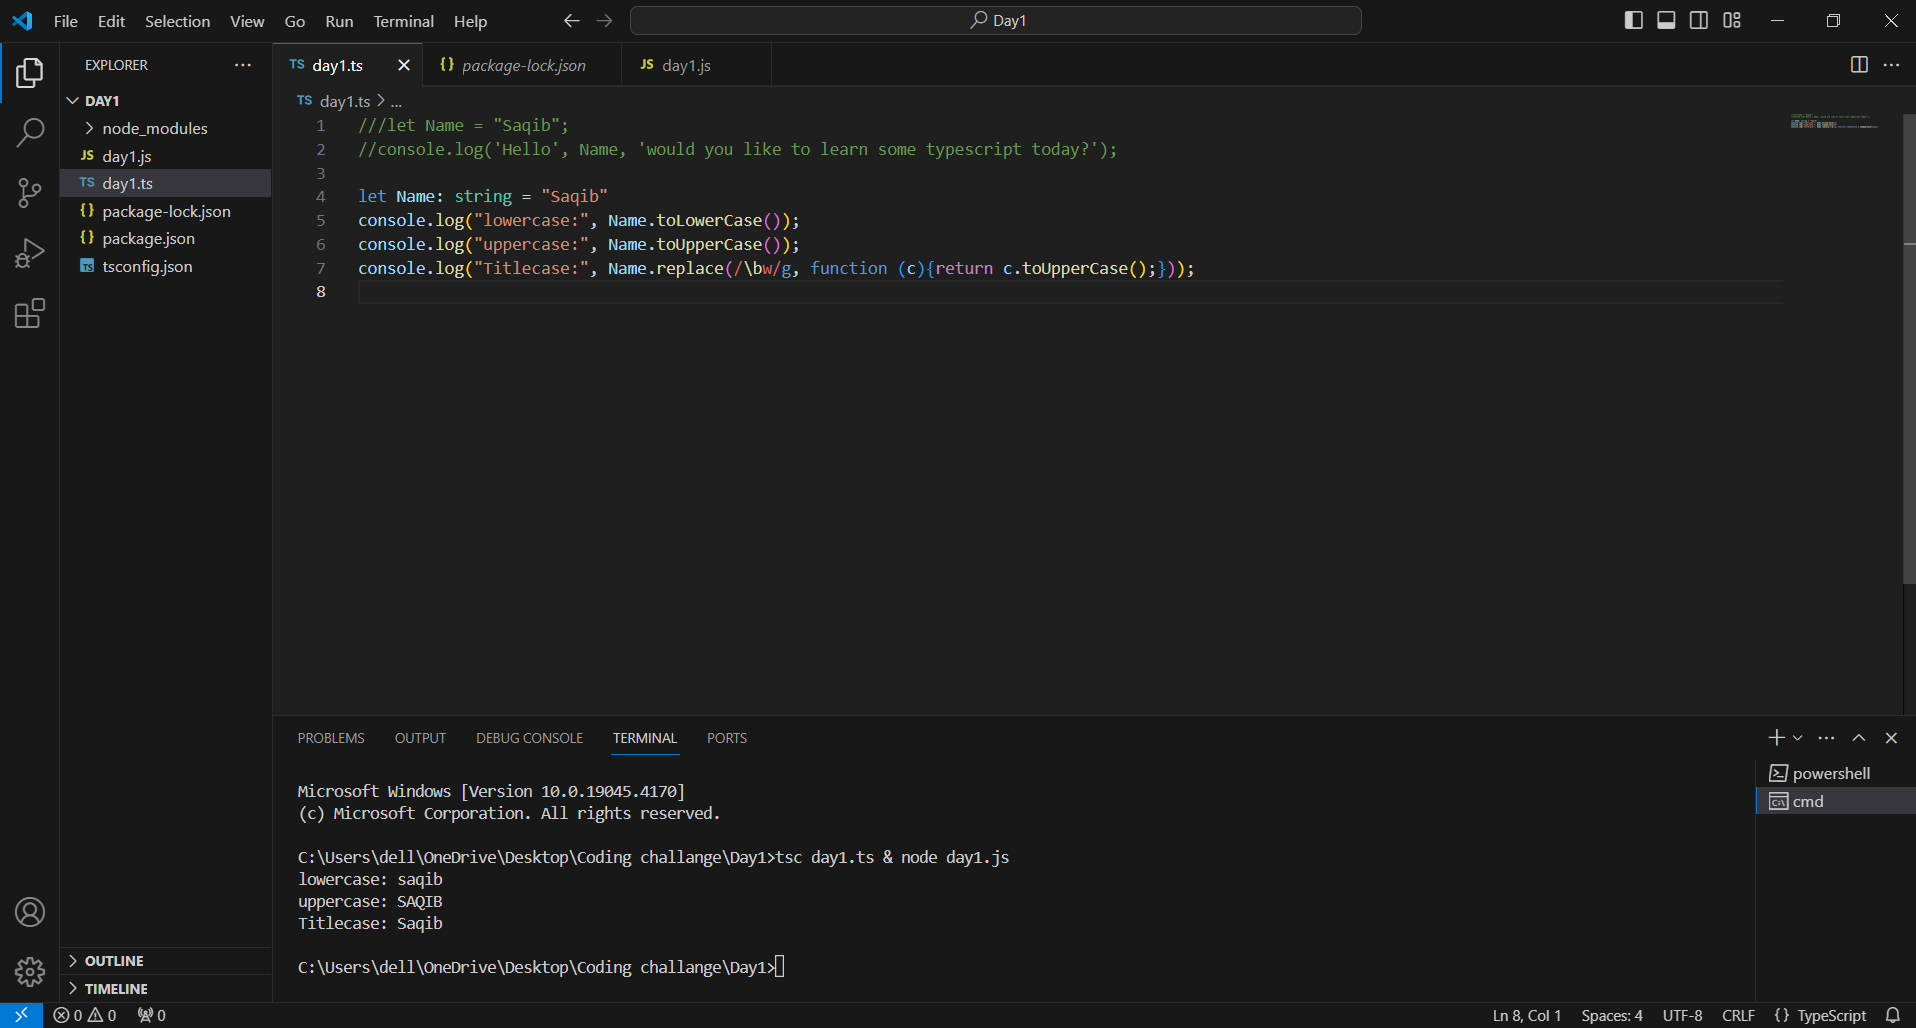 File Edit Selection View Go Run Terminal Help Day1
EXPLORER
DAY1
node_modules
JS day1.js
TS day1.ts
{} package-lock.json
{} package.json
TS tsconfig.json
OUTLINE
TIMELINE
TS day1.ts {} package-lock.json JS day1.js
TS day1.ts > ...
1 ///let Name = "Saqib";
2 //console.log('Hello', Name, 'would you like to learn some typescript today?');
3
4 let Name: string = "Saqib"
5 console.log("lowercase:", Name.toLowerCase());
6 console.log("uppercase:", Name.toUpperCase());
7 console.log("Titlecase:", Name.replace(/\bw/g, function (c){return c.toUpperCase();}));
8
PROBLEMS OUTPUT DEBUG CONSOLE TERMINAL PORTS
Microsoft Windows [Version 10.0.19045.4170]
(c) Microsoft Corporation. All rights reserved.
C:\Users\dell\OneDrive\Desktop\Coding challange\Day1>tsc day1.ts & node day1.js
lowercase: saqib
uppercase: SAQIB
Titlecase: Saqib
C:\Users\dell\OneDrive\Desktop\Coding challange\Day1>
powershell
cmd
0 0 0 Ln 8, Col 1 Spaces: 4 UTF-8 CRLF {} TypeScript